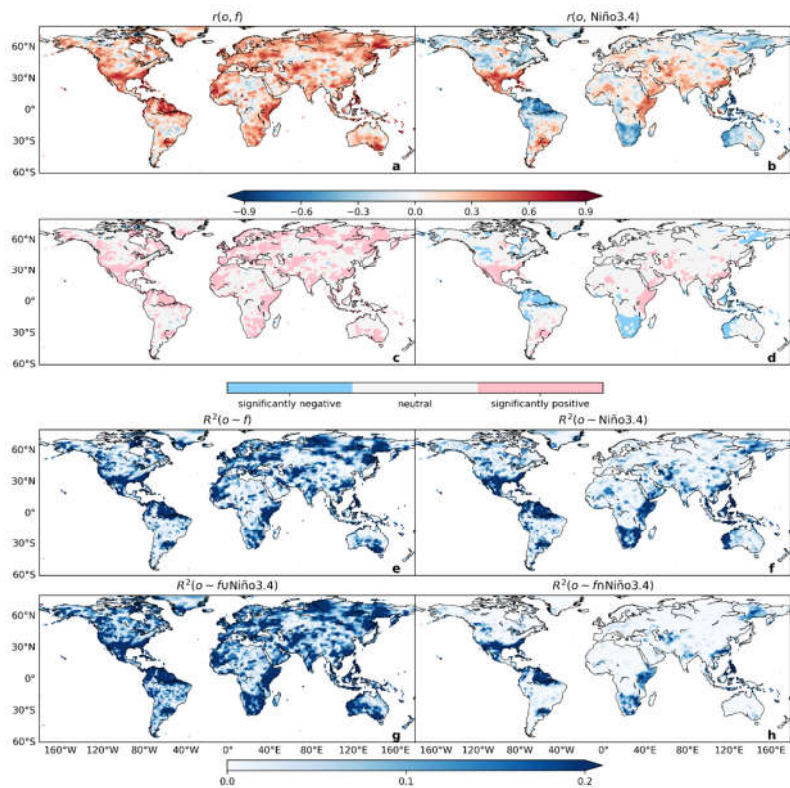 r(o, f)
r(o, Niño3.4)
60°N
30°N
0°
30°S
60°S
a
b
−0.9
−0.6
−0.3
0.0
0.3
0.6
0.9
60°N
30°N
0°
30°S
60°S
c
d
significantly negative
neutral
significantly positive
R²(o ~ f)
R²(o ~ Niño3.4)
60°N
30°N
0°
30°S
60°S
e
f
R²(o ~ f∪Niño3.4)
R²(o ~ f∩Niño3.4)
60°N
30°N
0°
30°S
60°S
g
h
160°W 120°W 80°W 40°W 0° 40°E 80°E 120°E 160°E 160°W 120°W 80°W 40°W 0° 40°E 80°E 120°E 160°E
0.0
0.1
0.2